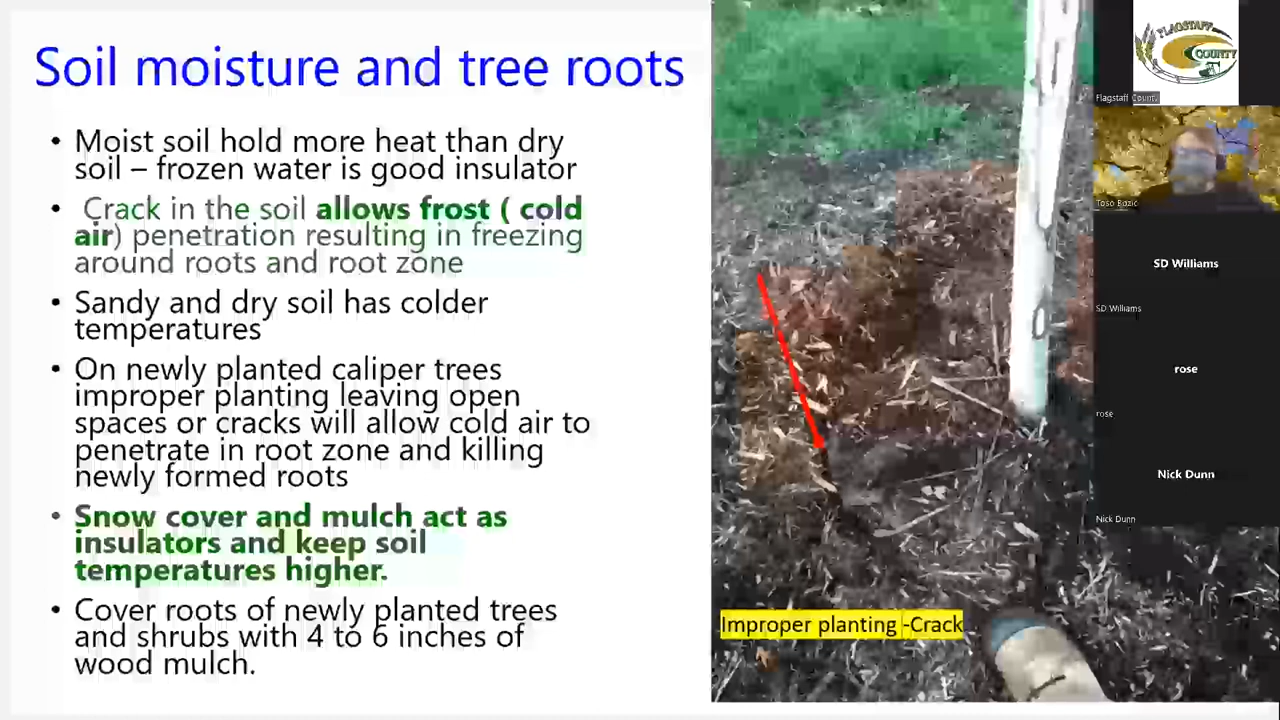 Soil moisture and tree roots
• Moist soil hold more heat than dry
soil – frozen water is good insulator
• Crack in the soil allows frost ( cold
air) penetration resulting in freezing
around roots and root zone
• Sandy and dry soil has colder
temperatures
• On newly planted caliper trees
improper planting leaving open
spaces or cracks will allow cold air to
penetrate in root zone and killing
newly formed roots
• Snow cover and mulch act as
insulators and keep soil
temperatures higher.
• Cover roots of newly planted trees
and shrubs with 4 to 6 inches of
wood mulch.
Improper planting -Crack
FLAGSTAFF
COUNTY
Flagstaff County
Toso Bozic
SD Williams
SD Williams
rose
rose
Nick Dunn
Nick Dunn